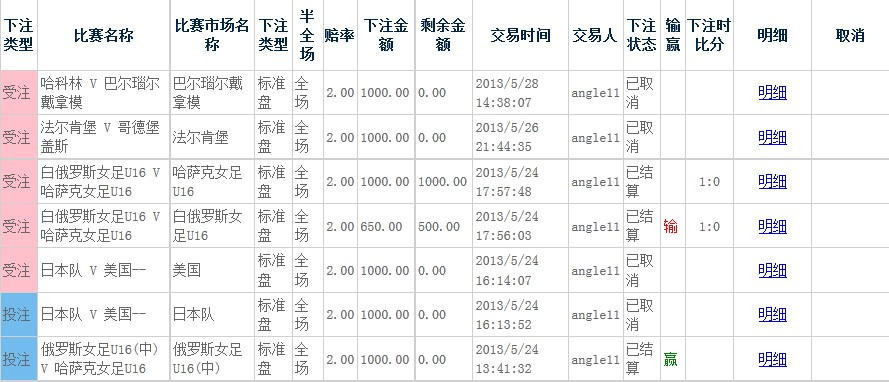 下注类型 比赛名称 比赛市场名称 下注类型 半全场 赔率 下注金额 剩余金额 交易时间 交易人 下注状态 输赢 下注时比分 明细 取消
受注 哈科林 V 巴尔瑙尔戴拿模 巴尔瑙尔戴拿模 标准盘 全场 2.00 1000.00 0.00 2013/5/28 14:38:07 angle11 已取消 明细
受注 法尔肯堡 V 哥德堡盖斯 法尔肯堡 标准盘 全场 2.00 1000.00 0.00 2013/5/26 21:44:35 angle11 已取消 明细
受注 白俄罗斯女足U16 V 哈萨克女足U16 哈萨克女足U16 标准盘 全场 2.00 1000.00 1000.00 2013/5/24 17:57:48 angle11 已结算 1:0 明细
受注 白俄罗斯女足U16 V 哈萨克女足U16 白俄罗斯女足U16 标准盘 全场 2.00 650.00 500.00 2013/5/24 17:56:03 angle11 已结算 输 1:0 明细
受注 日本队 V 美国-- 美国 标准盘 全场 2.00 1000.00 0.00 2013/5/24 16:14:07 angle11 已取消 明细
投注 日本队 V 美国-- 日本队 标准盘 全场 2.00 1000.00 0.00 2013/5/24 16:13:52 angle11 已取消 明细
投注 俄罗斯女足U16(中) V 哈萨克女足U16 俄罗斯女足U16(中) 标准盘 全场 2.00 1000.00 0.00 2013/5/24 13:41:32 angle11 已结算 赢 明细